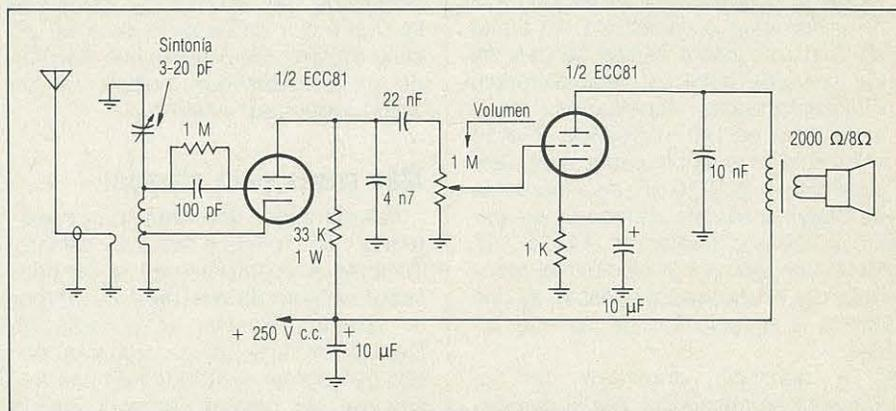 Sintonía
3-20 pF
1/2 ECC81
1/2 ECC81
22 nF
Volumen
2000 Ω/8Ω
1 M
1 M
10 nF
100 pF
4 n7
33 K
1 W
1 K
+
10 µF
+ 250 V c.c.
+
10 µF